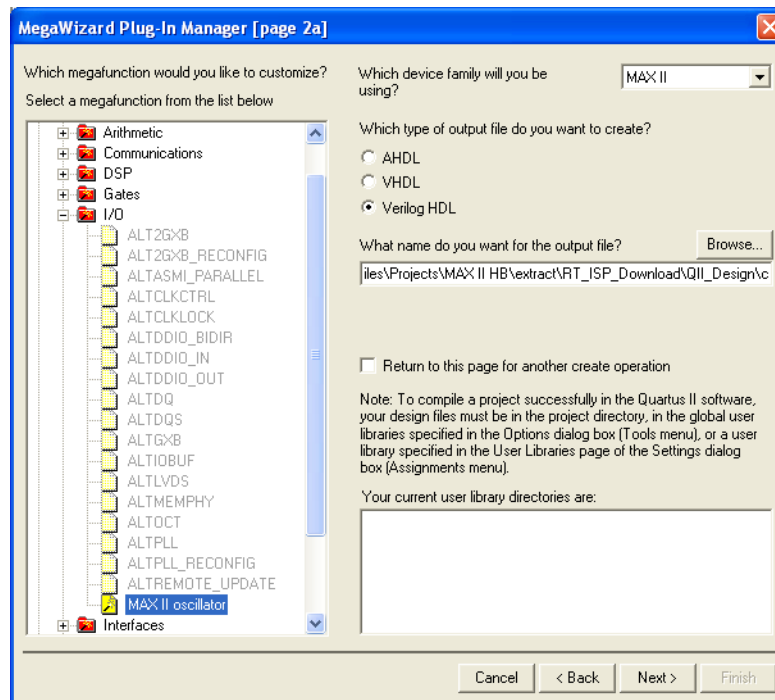 MegaWizard Plug-In Manager [page 2a]
Which megafunction would you like to customize?
Select a megafunction from the list below
Arithmetic
Communications
DSP
Gates
I/O
ALT2GXB
ALT2GXB_RECONFIG
ALTASMI_PARALLEL
ALTCLKCTRL
ALTCLKLOCK
ALTDDIO_BIDIR
ALTDDIO_IN
ALTDDIO_OUT
ALTDQ
ALTDQS
ALTGXB
ALTIOBUF
ALTLVDS
ALTMEMPHY
ALTOCT
ALTPLL
ALTPLL_RECONFIG
ALTREMOTE_UPDATE
MAX II oscillator
Interfaces
Which device family will you be
using?
MAX II
Which type of output file do you want to create?
AHDL
VHDL
Verilog HDL
What name do you want for the output file?
Browse...
iles\Projects\MAX II HB\extract\RT_ISP_Download\QII_Design\c
Return to this page for another create operation
Note: To compile a project successfully in the Quartus II software,
your design files must be in the project directory, in the global user
libraries specified in the Options dialog box (Tools menu), or a user
library specified in the User Libraries page of the Settings dialog
box (Assignments menu).
Your current user library directories are:
Cancel
< Back
Next >
Finish